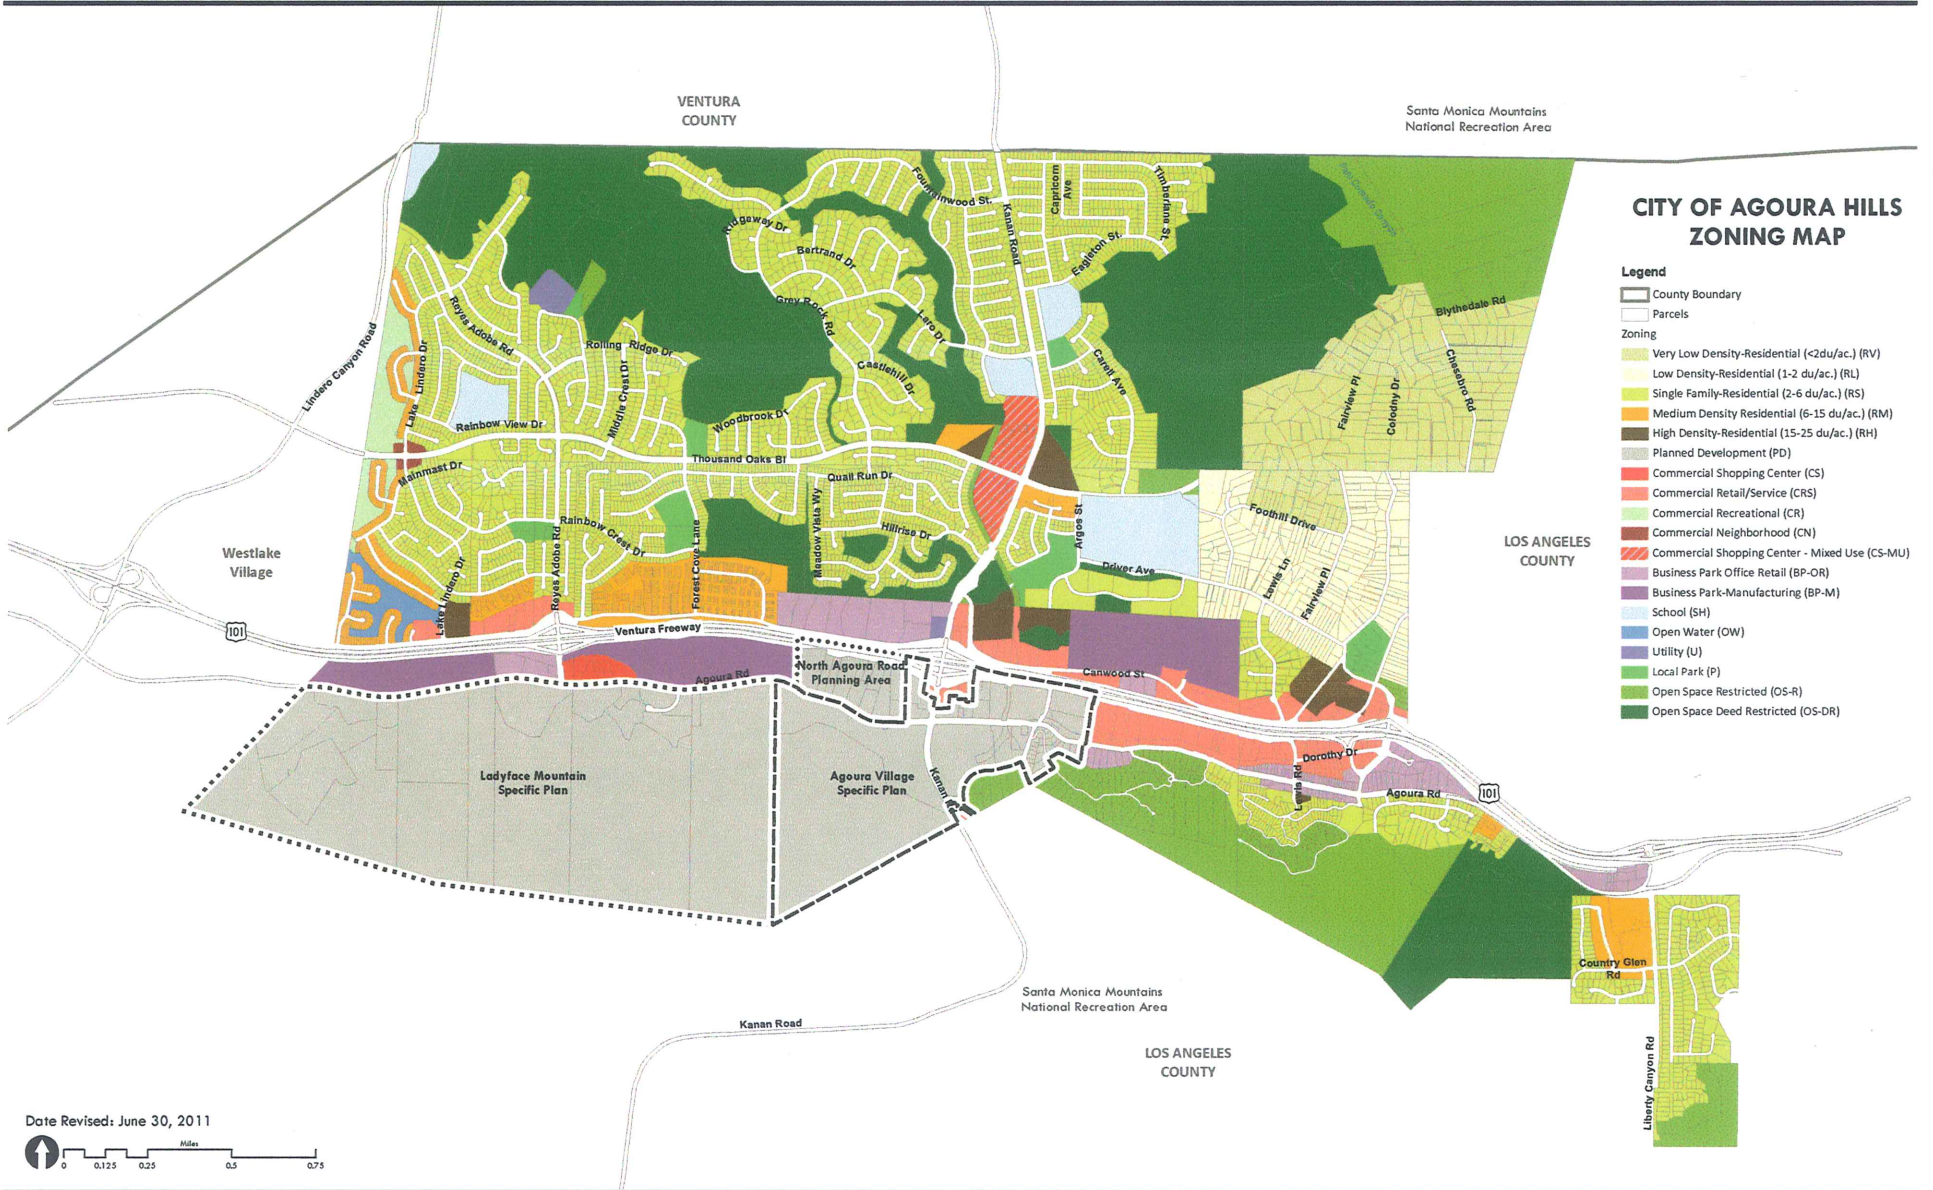 VENTURA
COUNTY
Santa Monica Mountains
National Recreation Area
CITY OF AGOURA HILLS
ZONING MAP
Legend
County Boundary
Parcels
Zoning
Very Low Density-Residential (<2du/ac.) (RV)
Low Density-Residential (1-2 du/ac.) (RL)
Single Family-Residential (2-6 du/ac.) (RS)
Medium Density Residential (6-15 du/ac.) (RM)
High Density-Residential (15-25 du/ac.) (RH)
Planned Development (PD)
Commercial Shopping Center (CS)
Commercial Retail/Service (CRS)
Commercial Recreational (CR)
Commercial Neighborhood (CN)
Commercial Shopping Center - Mixed Use (CS-MU)
Business Park Office Retail (BP-OR)
Business Park-Manufacturing (BP-M)
School (SH)
Open Water (OW)
Utility (U)
Local Park (P)
Open Space Restricted (OS-R)
Open Space Deed Restricted (OS-DR)
Fountainwood St.
Capricorn
Ave
Timberlane St.
Ridgeway Dr
Kanan Road
Bertrand Dr
Eagleton St.
Grey Rock Rd
Laro Dr
Reyes Adobe Rd
Rolling Ridge Dr
Castlehill Dr
Carell Ave
Blythedale Rd
Chesebro Rd
Fairview Pl
Colodny Dr
Lindero Canyon Road
Lake Lindero Dr
Middle Crest Dr
Rainbow View Dr
Woodbrook Dr
Thousand Oaks Bl
Mainmast Dr
Quail Run Dr
Meadow Vista Wy
Hillrise Dr
Rainbow Crest Dr
Reyes Adobe Rd
Forest Cove Lane
Lake Lindero Dr
Argos St
Driver Ave
Foothill Drive
Lewis Ln
Fairview Pl
Westlake
Village
LOS ANGELES
COUNTY
101
Ventura Freeway
Agoura Rd
North Agoura Road
Planning Area
Canwood St
Dorothy Dr
Lewis Rd
Agoura Rd
101
Ladyface Mountain
Specific Plan
Agoura Village
Specific Plan
Kanan Rd
Country Glen
Rd
Liberty Canyon Rd
Santa Monica Mountains
National Recreation Area
Kanan Road
LOS ANGELES
COUNTY
Date Revised: June 30, 2011
Miles
0 0.125 0.25 0.5 0.75